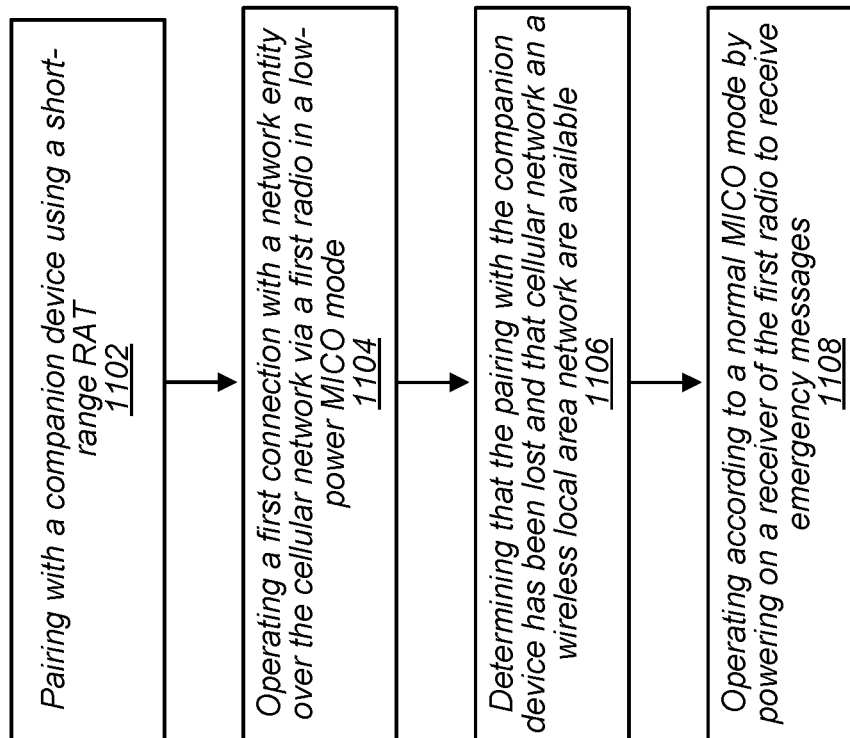 Pairing with a companion device using a short-
range RAT
1102
Operating a first connection with a network entity
over the cellular network via a first radio in a low-
power MICO mode
1104
Determining that the pairing with the companion
device has been lost and that cellular network an a
wireless local area network are available
1106
Operating according to a normal MICO mode by
powering on a receiver of the first radio to receive
emergency messages
1108